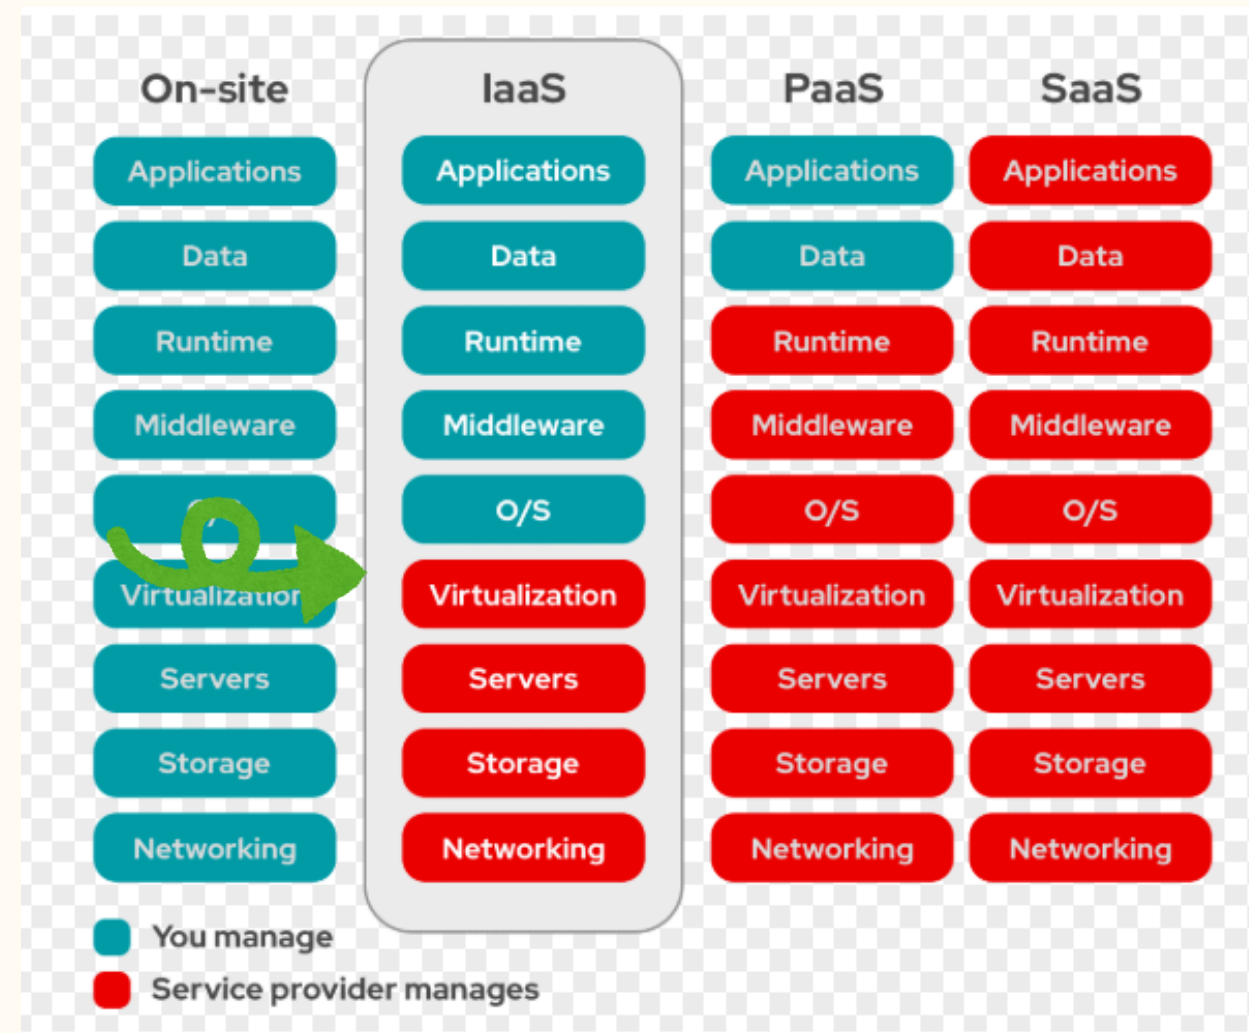 On-site IaaS PaaS SaaS
Applications Applications Applications Applications
Data Data Data Data
Runtime Runtime Runtime Runtime
Middleware Middleware Middleware Middleware
O/S O/S O/S
Virtualization Virtualization Virtualization Virtualization
Servers Servers Servers Servers
Storage Storage Storage Storage
Networking Networking Networking Networking
You manage
Service provider manages